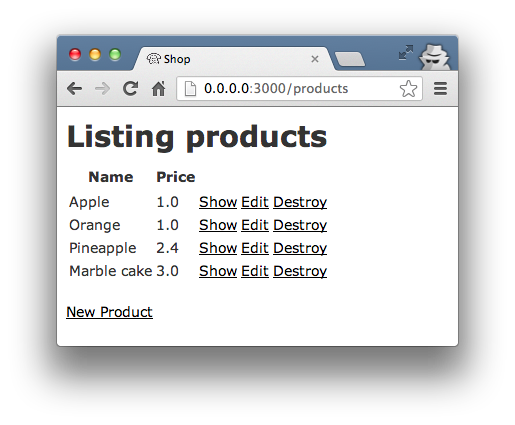 Shop
0.0.0.0:3000/products
Listing products
Name Price
Apple 1.0 Show Edit Destroy
Orange 1.0 Show Edit Destroy
Pineapple 2.4 Show Edit Destroy
Marble cake 3.0 Show Edit Destroy
New Product